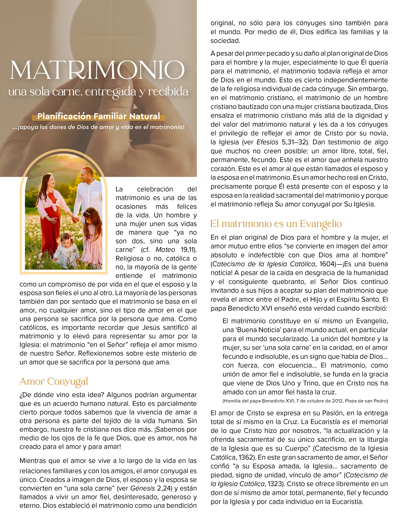 MATRIMONIO
una sola carne, entregada y recibida
Planificación Familiar Natural
...¡apoya los dones de Dios de amor y vida en el matrimonio!
La celebración
del matrimonio es una de las
ocasiones más felices
de la vida. Un hombre y
una mujer unen sus vidas
de manera que "ya no
son dos, sino una sola
carne" (cf. Mateo 19,11).
Religiosa o no, católica o
no, la mayoría de la gente
entiende el matrimonio
como un compromiso de por vida en el que el esposo y la
esposa son fieles el uno al otro. La mayoría de las personas
también dan por sentado que el matrimonio se basa en el
amor, no cualquier amor, sino el tipo de amor en el que
una persona se sacrifica por la persona que ama. Como
católicos, es importante recordar que Jesús santificó al
matrimonio y lo elevó para representar su amor por la
Iglesia: el matrimonio "en el Señor" refleja el amor mismo
de nuestro Señor. Reflexionemos sobre este misterio de
un amor que se sacrifica por la persona que ama.
Amor Conyugal
¿De dónde vino esta idea? Algunos podrían argumentar
que es un acuerdo humano natural. Esto es parcialmente
cierto porque todos sabemos que la vivencia de amar a
otra persona es parte del tejido de la vida humana. Sin
embargo, nuestra fe cristiana nos dice más. ¡Sabemos por
medio de los ojos de la fe que Dios, que es amor, nos ha
creado para el amor y para amar!
Mientras que el amor se vive a lo largo de la vida en las
relaciones familiares y con los amigos, el amor conyugal es
único. Creados a imagen de Dios, el esposo y la esposa se
convierten en "una sola carne" (ver Génesis 2,24) y están
llamados a vivir un amor fiel, desinteresado, generoso y
eterno. Dios estableció el matrimonio como una bendición
original, no sólo para los cónyuges sino también para
el mundo. Por medio de él, Dios edifica las familias y la
sociedad.
A pesar del primer pecado y su daño al plan original de Dios
para el hombre y la mujer, especialmente lo que Él quería
para el matrimonio, el matrimonio todavía refleja el amor
de Dios en el mundo. Esto es cierto independientemente
de la fe religiosa individual de cada cónyuge. Sin embargo,
en el matrimonio cristiano, el matrimonio de un hombre
cristiano bautizado con una mujer cristiana bautizada, Dios
ensalza el matrimonio cristiano más allá de la dignidad y
el valor del matrimonio natural y les da a los cónyuges
el privilegio de reflejar el amor de Cristo por su novia,
la Iglesia (ver Efesios 5,31–32). Dan testimonio de algo
que muchos no creen posible: un amor libre, total, fiel,
permanente, fecundo. Este es el amor que anhela nuestro
corazón. Este es el amor al que están llamados el esposo y
la esposa en el matrimonio. Es un amor hecho real en Cristo,
precisamente porque Él está presente con el esposo y la
esposa en la realidad sacramental del matrimonio y porque
el matrimonio refleja Su amor conyugal por Su Iglesia.
El matrimonio es un Evangelio
En el plan original de Dios para el hombre y la mujer, el
amor mutuo entre ellos "se convierte en imagen del amor
absoluto e indefectible con que Dios ama al hombre"
(Catecismo de la Iglesia Católica, 1604)—¡Es una buena
noticia! A pesar de la caída en desgracia de la humanidad
y el consiguiente quebranto, el Señor Dios continuó
invitando a sus hijos a aceptar su plan del matrimonio que
revela el amor entre el Padre, el Hijo y el Espíritu Santo. El
papa Benedicto XVI enseñó esta verdad cuando escribió:
El matrimonio constituye en sí mismo un Evangelio,
una 'Buena Noticia' para el mundo actual, en particular
para el mundo secularizado. La unión del hombre y la
mujer, su ser 'una sola carne' en la caridad, en el amor
fecundo e indisoluble, es un signo que habla de Dios...
con fuerza, con elocuencia... El matrimonio, como
unión de amor fiel e indisoluble, se funda en la gracia
que viene de Dios Uno y Trino, que en Cristo nos ha
amado con un amor fiel hasta la cruz.
(Homilía del papa Benedicto XVI, 7 de octubre de 2012, Plaza de san Pedro)
El amor de Cristo se expresa en su Pasión, en la entrega
total de sí mismo en la Cruz. La Eucaristía es el memorial
de lo que Cristo hizo por nosotros, "la actualización y la
ofrenda sacramental de su único sacrificio, en la liturgia
de la Iglesia que es su Cuerpo" (Catecismo de la Iglesia
Católica, 1362). En este gran sacramento de amor, el Señor
confió "a su Esposa amada, la Iglesia... sacramento de
piedad, signo de unidad, vínculo de amor" (Catecismo de
la Iglesia Católica, 1323). Cristo se ofrece libremente en un
don de sí mismo de amor total, permanente, fiel y fecundo
por la Iglesia y por cada individuo en la Eucaristía.